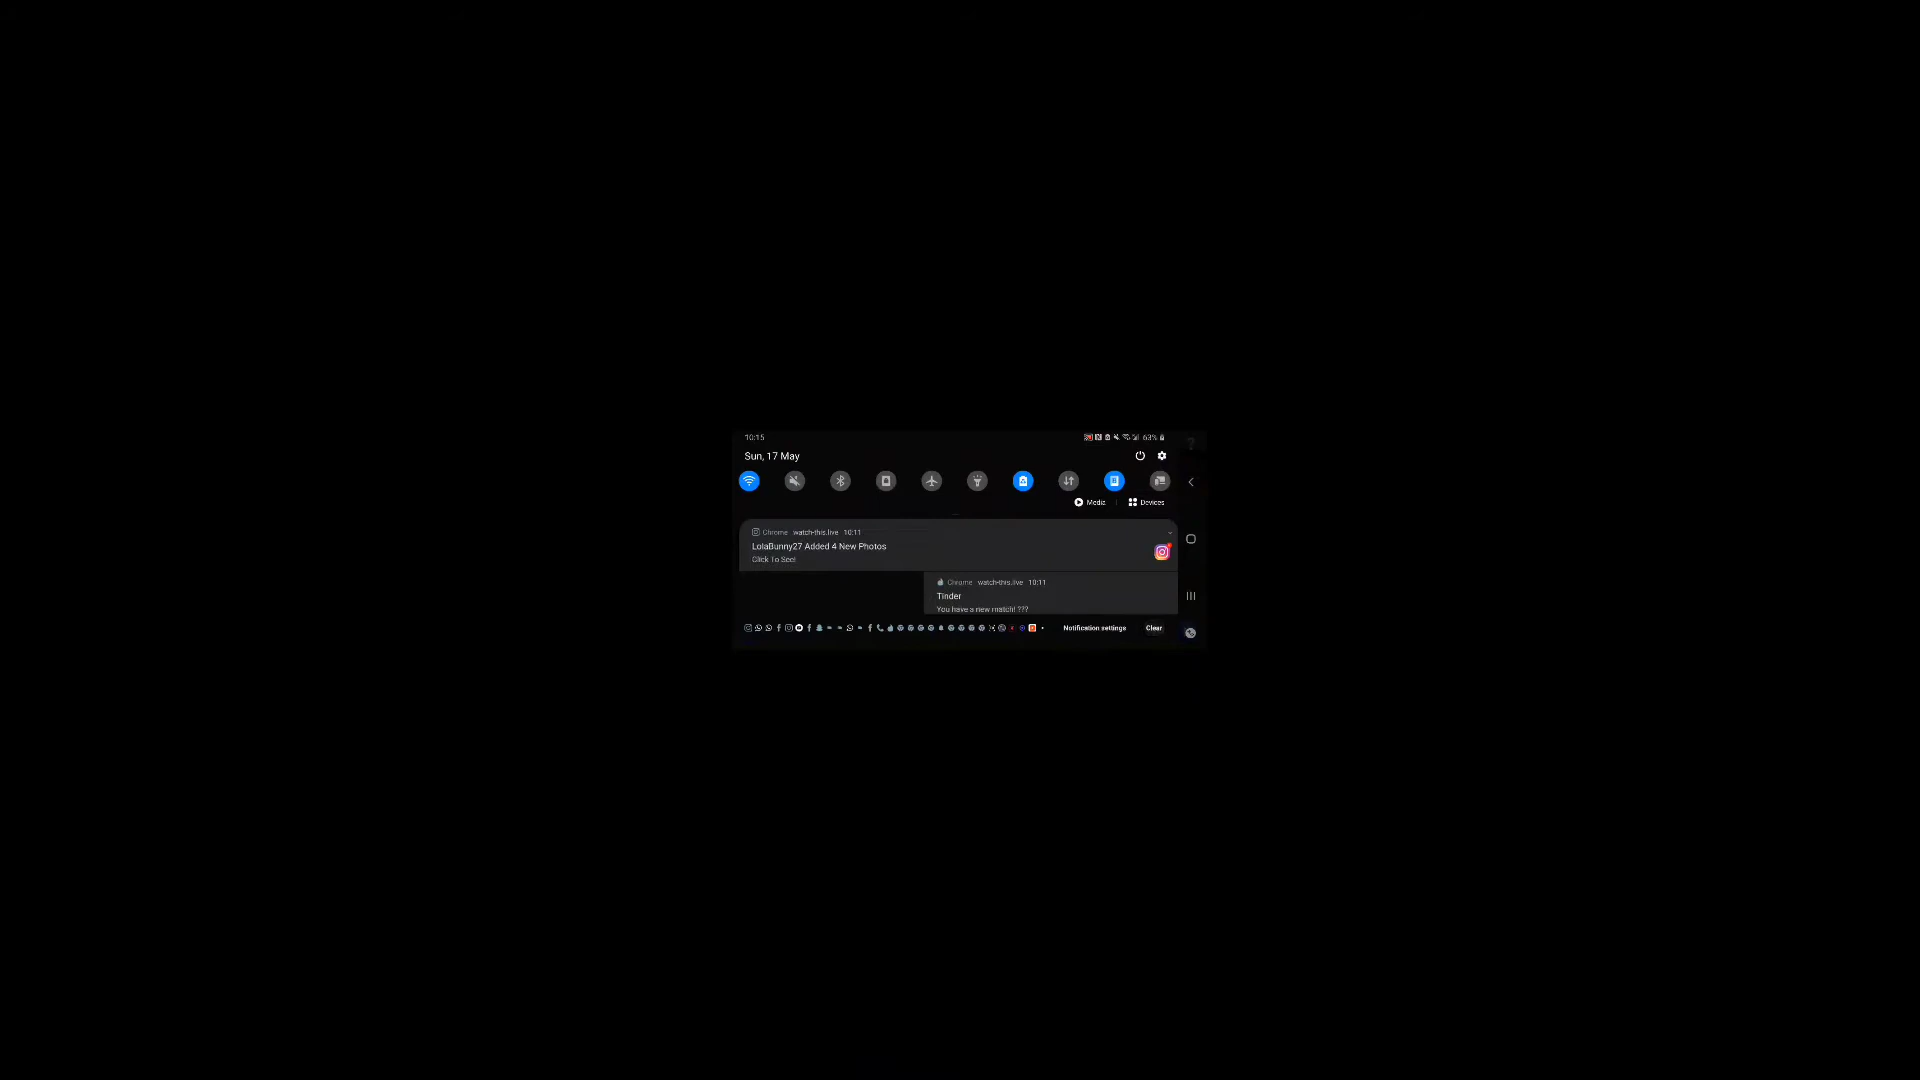 10:15
63%
Sun, 17 May
Media
Devices
Chrome watch-this.live 10:11
LolaBunny27 Added 4 New Photos
Click To See!
Chrome watch-this.live 10:11
Tinder
You have a new match! ???
Notification settings
Clear